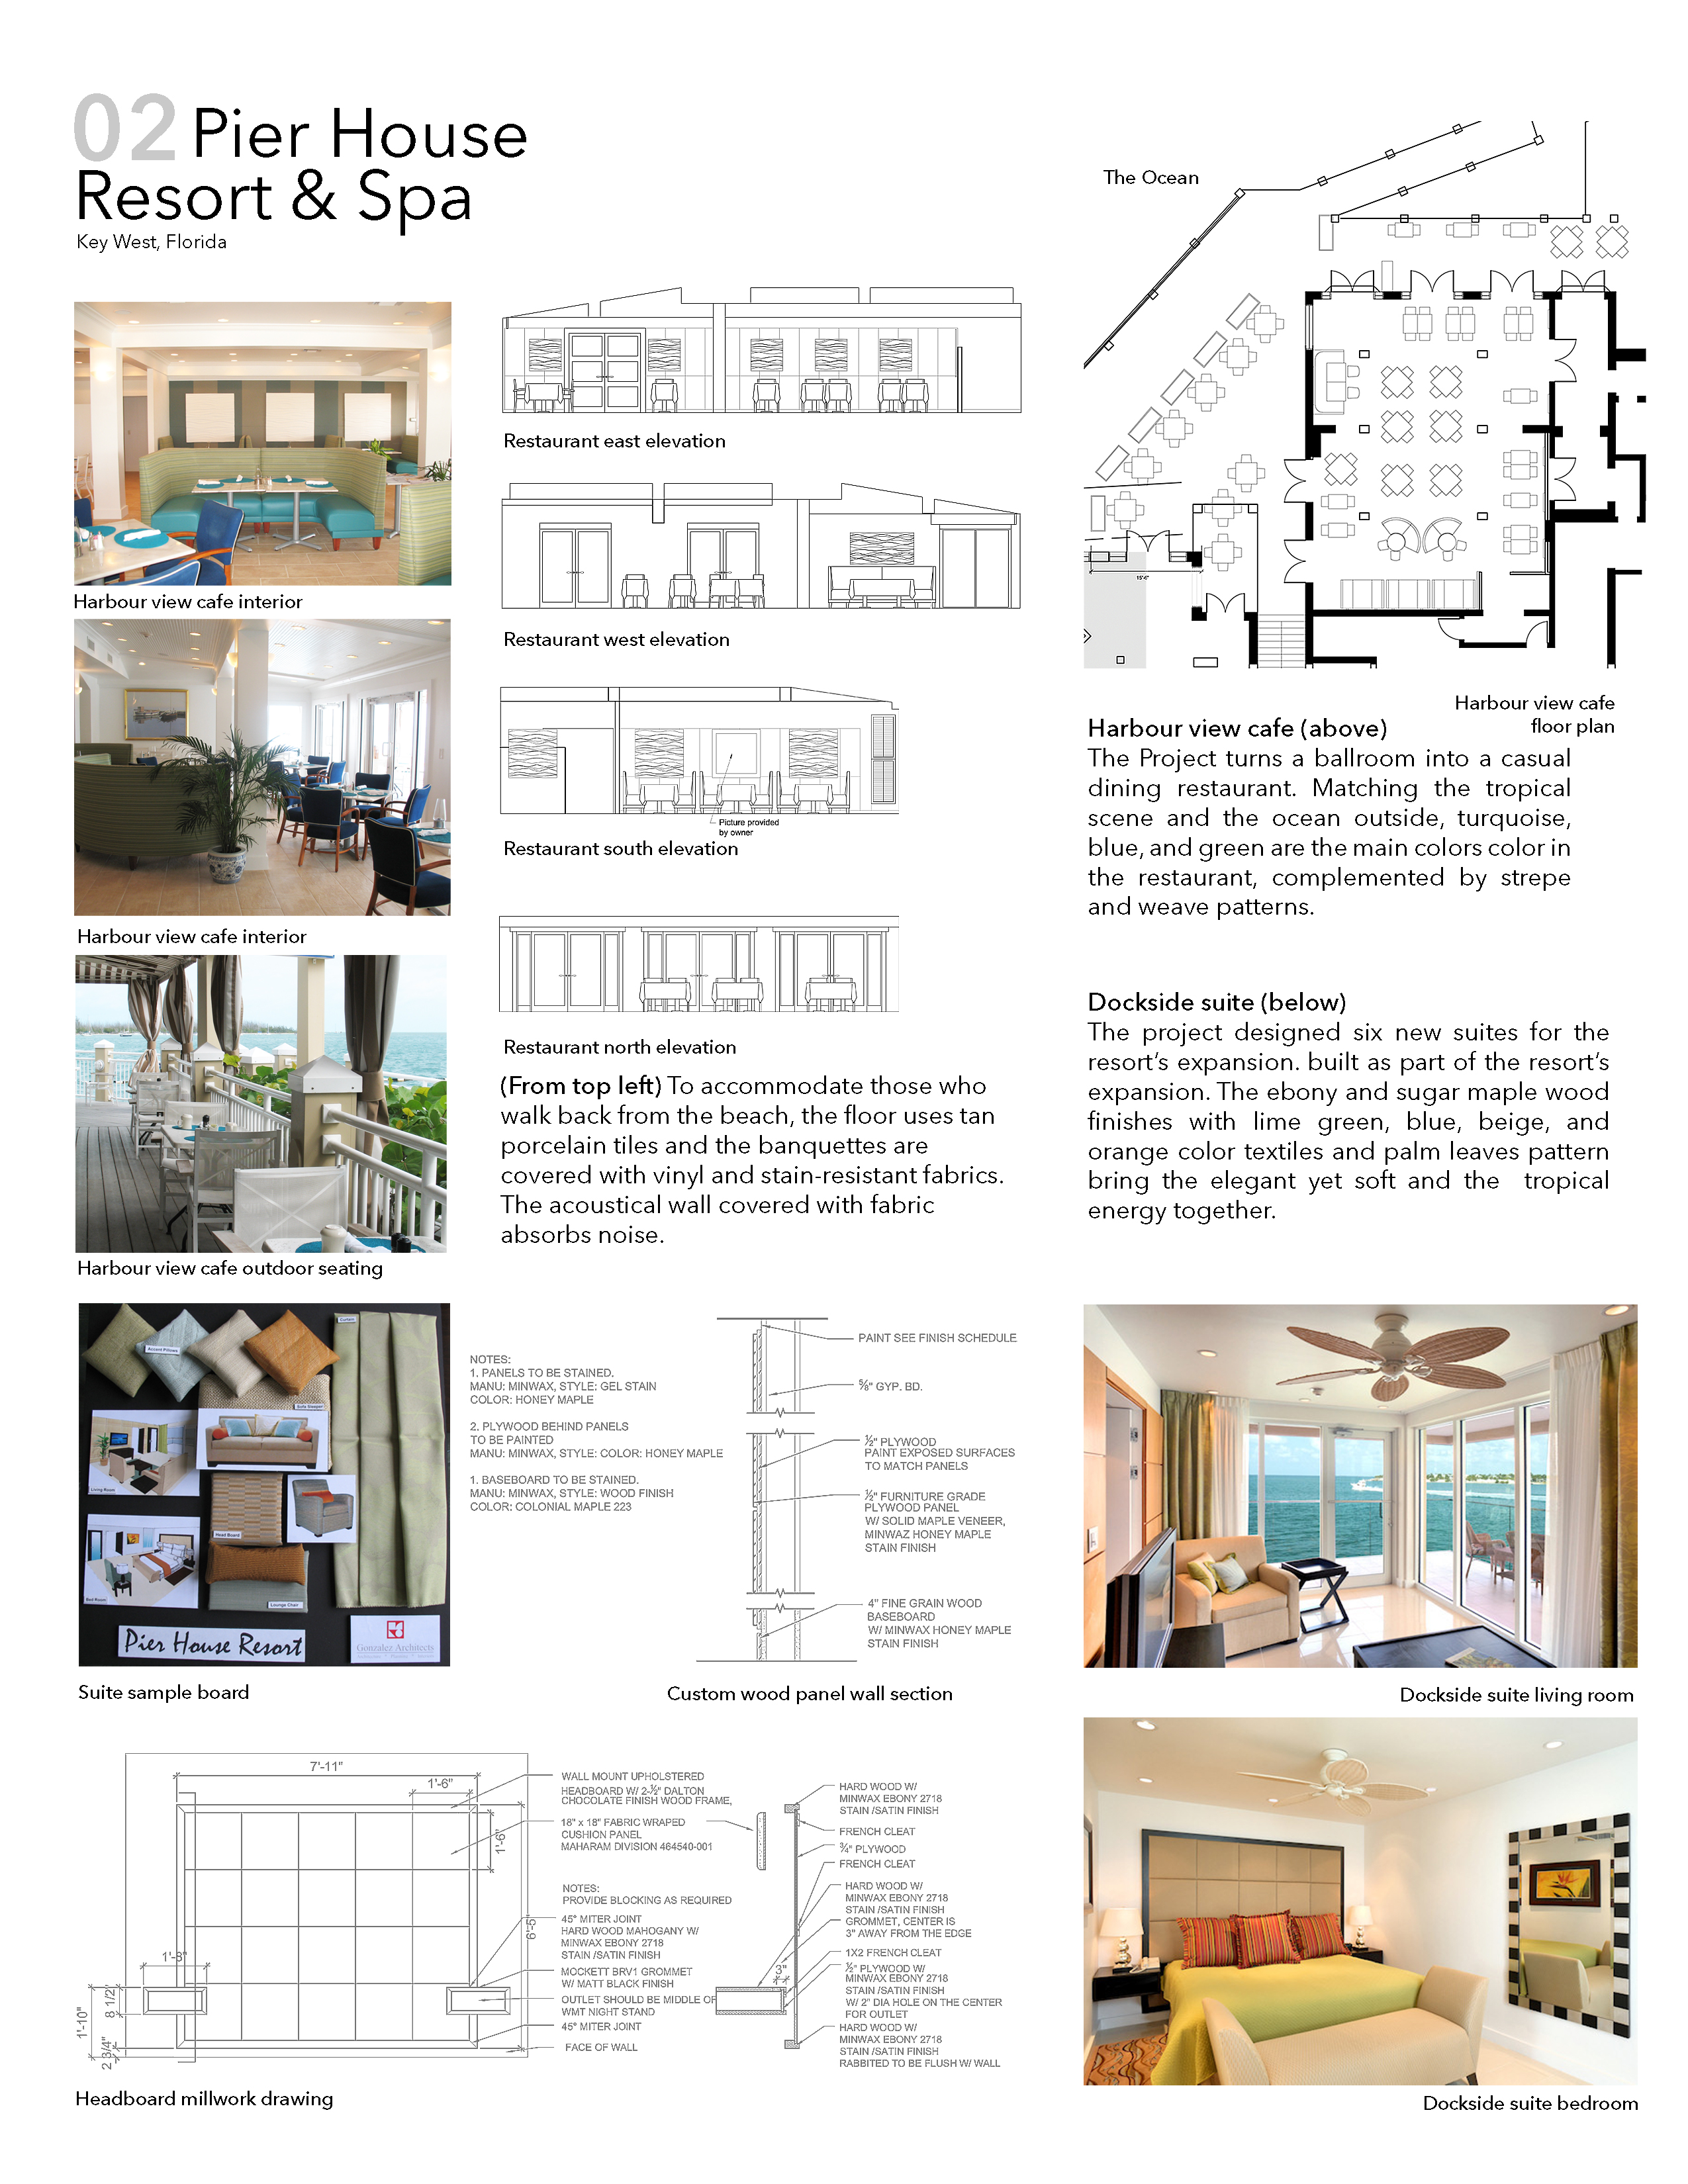 02 Pier House
Resort & Spa
Key West, Florida
Harbour view cafe interior
Harbour view cafe interior
Harbour view cafe outdoor seating
Restaurant east elevation
Restaurant west elevation
Picture provided
by owner
Restaurant south elevation
Restaurant north elevation
(From top left) To accommodate those who
walk back from the beach, the floor uses tan
porcelain tiles and the banquettes are
covered with vinyl and stain-resistant fabrics.
The acoustical wall covered with fabric
absorbs noise.
The Ocean
15'-6"
Harbour view cafe
floor plan
Harbour view cafe (above)
The Project turns a ballroom into a casual
dining restaurant. Matching the tropical
scene and the ocean outside, turquoise,
blue, and green are the main colors color in
the restaurant, complemented by strepe
and weave patterns.
Dockside suite (below)
The project designed six new suites for the
resort's expansion. built as part of the resort's
expansion. The ebony and sugar maple wood
finishes with lime green, blue, beige, and
orange color textiles and palm leaves pattern
bring the elegant yet soft and the tropical
energy together.
Curtain
Accent Pillows
Sofa Sleeper
Living Room
Head Board
Bed Room
Lounge Chair
Pier House Resort
Gonzalez Architects
Suite sample board
NOTES:
1. PANELS TO BE STAINED.
MANU: MINWAX, STYLE: GEL STAIN
COLOR: HONEY MAPLE
2. PLYWOOD BEHIND PANELS
TO BE PAINTED
MANU: MINWAX, STYLE: COLOR: HONEY MAPLE
1. BASEBOARD TO BE STAINED.
MANU: MINWAX, STYLE: WOOD FINISH
COLOR: COLONIAL MAPLE 223
PAINT SEE FINISH SCHEDULE
⅝" GYP. BD.
½" PLYWOOD
PAINT EXPOSED SURFACES
TO MATCH PANELS
½" FURNITURE GRADE
PLYWOOD PANEL
W/ SOLID MAPLE VENEER,
MINWAZ HONEY MAPLE
STAIN FINISH
4" FINE GRAIN WOOD
BASEBOARD
W/ MINWAX HONEY MAPLE
STAIN FINISH
Custom wood panel wall section
Dockside suite living room
7'-11"
1'-6"
1'-6"
6'-5"
1'-8"
8 1/2"
1'-10"
2 3/4"
WALL MOUNT UPHOLSTERED
HEADBOARD W/ 2-½" DALTON
CHOCOLATE FINISH WOOD FRAME,
18" x 18" FABRIC WRAPED
CUSHION PANEL
MAHARAM DIVISION 464540-001
NOTES:
PROVIDE BLOCKING AS REQUIRED
45° MITER JOINT
HARD WOOD MAHOGANY W/
MINWAX EBONY 2718
STAIN /SATIN FINISH
MOCKETT BRV1 GROMMET
W/ MATT BLACK FINISH
OUTLET SHOULD BE MIDDLE OF
WMT NIGHT STAND
45° MITER JOINT
FACE OF WALL
3"
HARD WOOD W/
MINWAX EBONY 2718
STAIN /SATIN FINISH
FRENCH CLEAT
¾" PLYWOOD
FRENCH CLEAT
HARD WOOD W/
MINWAX EBONY 2718
STAIN /SATIN FINISH
GROMMET, CENTER IS
3" AWAY FROM THE EDGE
1X2 FRENCH CLEAT
½" PLYWOOD W/
MINWAX EBONY 2718
STAIN /SATIN FINISH
W/ 2" DIA HOLE ON THE CENTER
FOR OUTLET
HARD WOOD W/
MINWAX EBONY 2718
STAIN /SATIN FINISH
RABBITED TO BE FLUSH W/ WALL
Headboard millwork drawing
Dockside suite bedroom